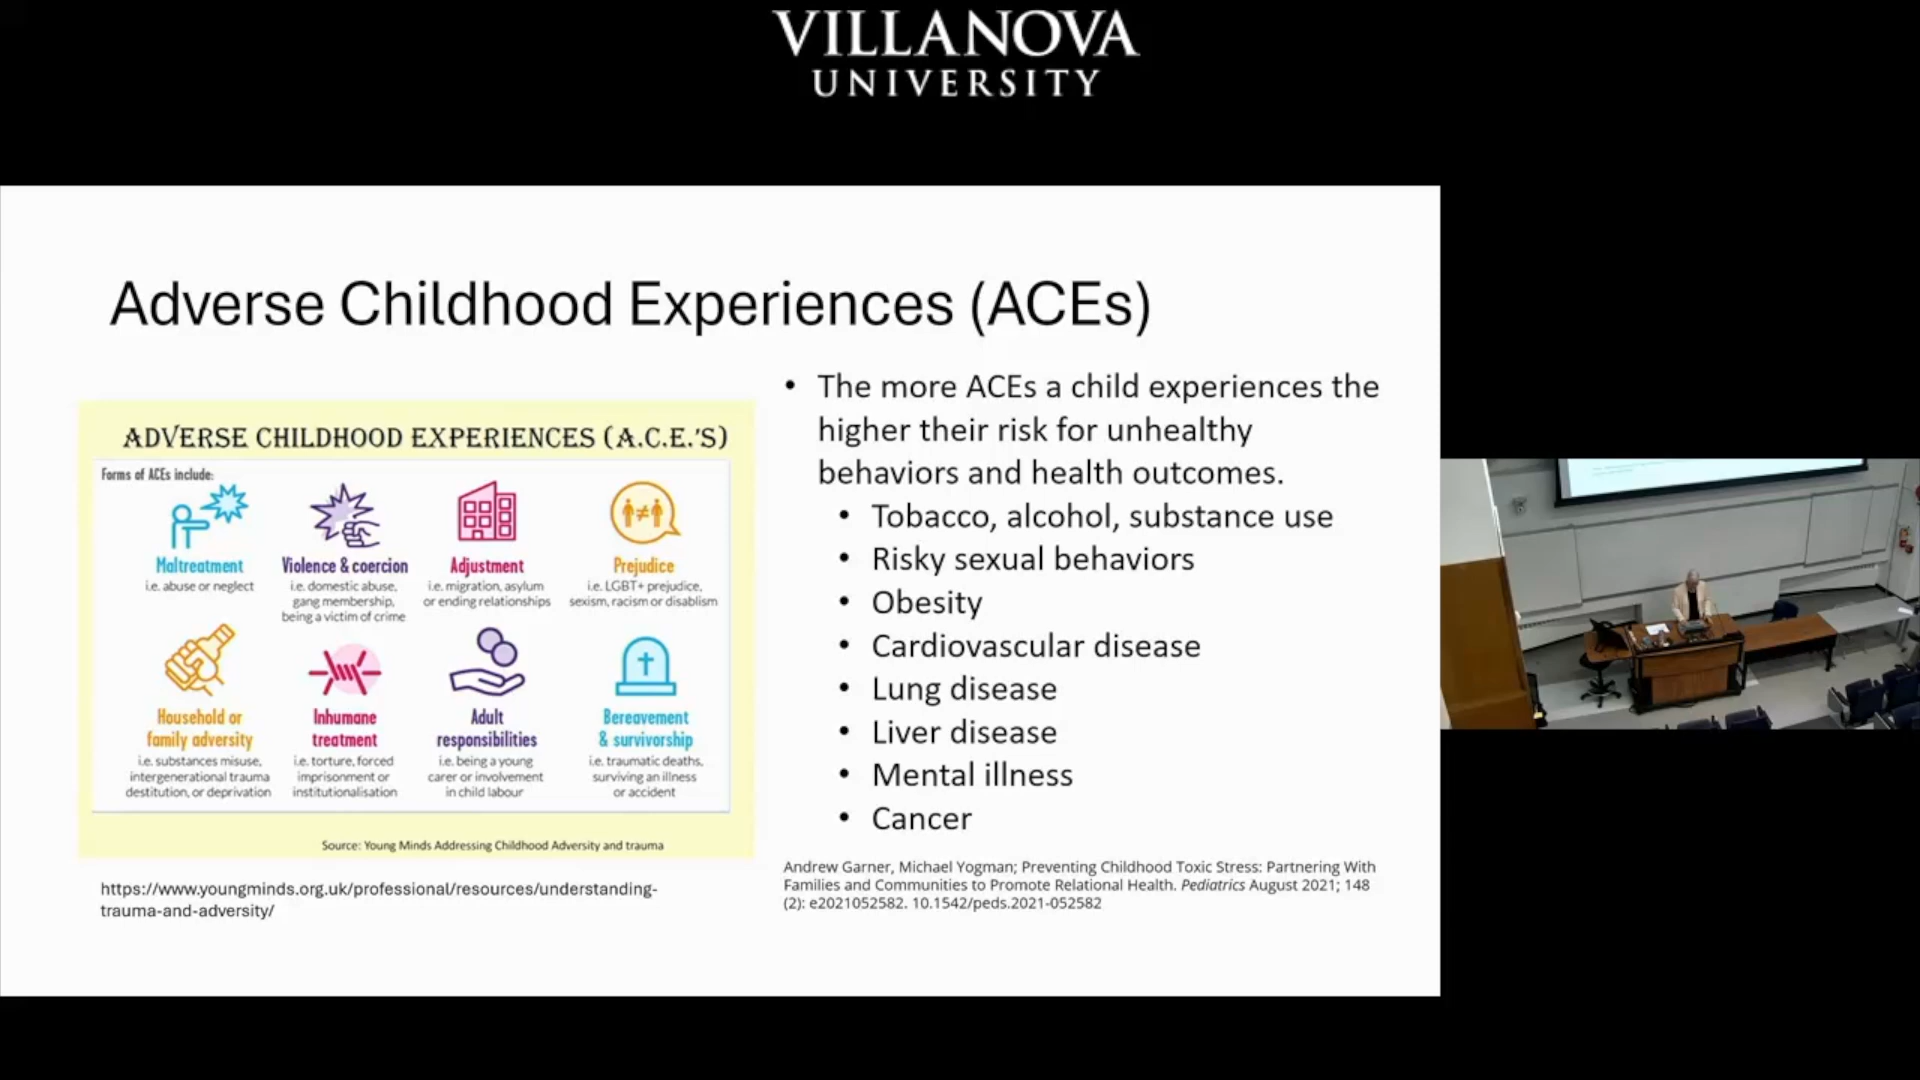 VILLANOVA
UNIVERSITY
Adverse Childhood Experiences (ACEs)
ADVERSE CHILDHOOD EXPERIENCES (A.C.E.'S)
Forms of ACEs include:
Maltreatment
i.e. abuse or neglect
Violence & coercion
i.e. domestic abuse,
gang membership,
being a victim of crime
Adjustment
i.e. migration, asylum
or ending relationships
Prejudice
i.e. LGBT+ prejudice,
sexism, racism or disablism
Household or
family adversity
i.e. substances misuse,
intergenerational trauma
destitution, or deprivation
Inhumane
treatment
i.e. torture, forced
imprisonment or
institutionalisation
Adult
responsibilities
i.e. being a young
carer or involvement
in child labour
Bereavement
& survivorship
i.e. traumatic deaths,
surviving an illness
or accident
Source: Young Minds Addressing Childhood Adversity and trauma
https://www.youngminds.org.uk/professional/resources/understanding-
trauma-and-adversity/
• The more ACEs a child experiences the
higher their risk for unhealthy
behaviors and health outcomes.
• Tobacco, alcohol, substance use
• Risky sexual behaviors
• Obesity
• Cardiovascular disease
• Lung disease
• Liver disease
• Mental illness
• Cancer
Andrew Garner, Michael Yogman; Preventing Childhood Toxic Stress: Partnering With
Families and Communities to Promote Relational Health. Pediatrics August 2021; 148
(2): e2021052582. 10.1542/peds.2021-052582